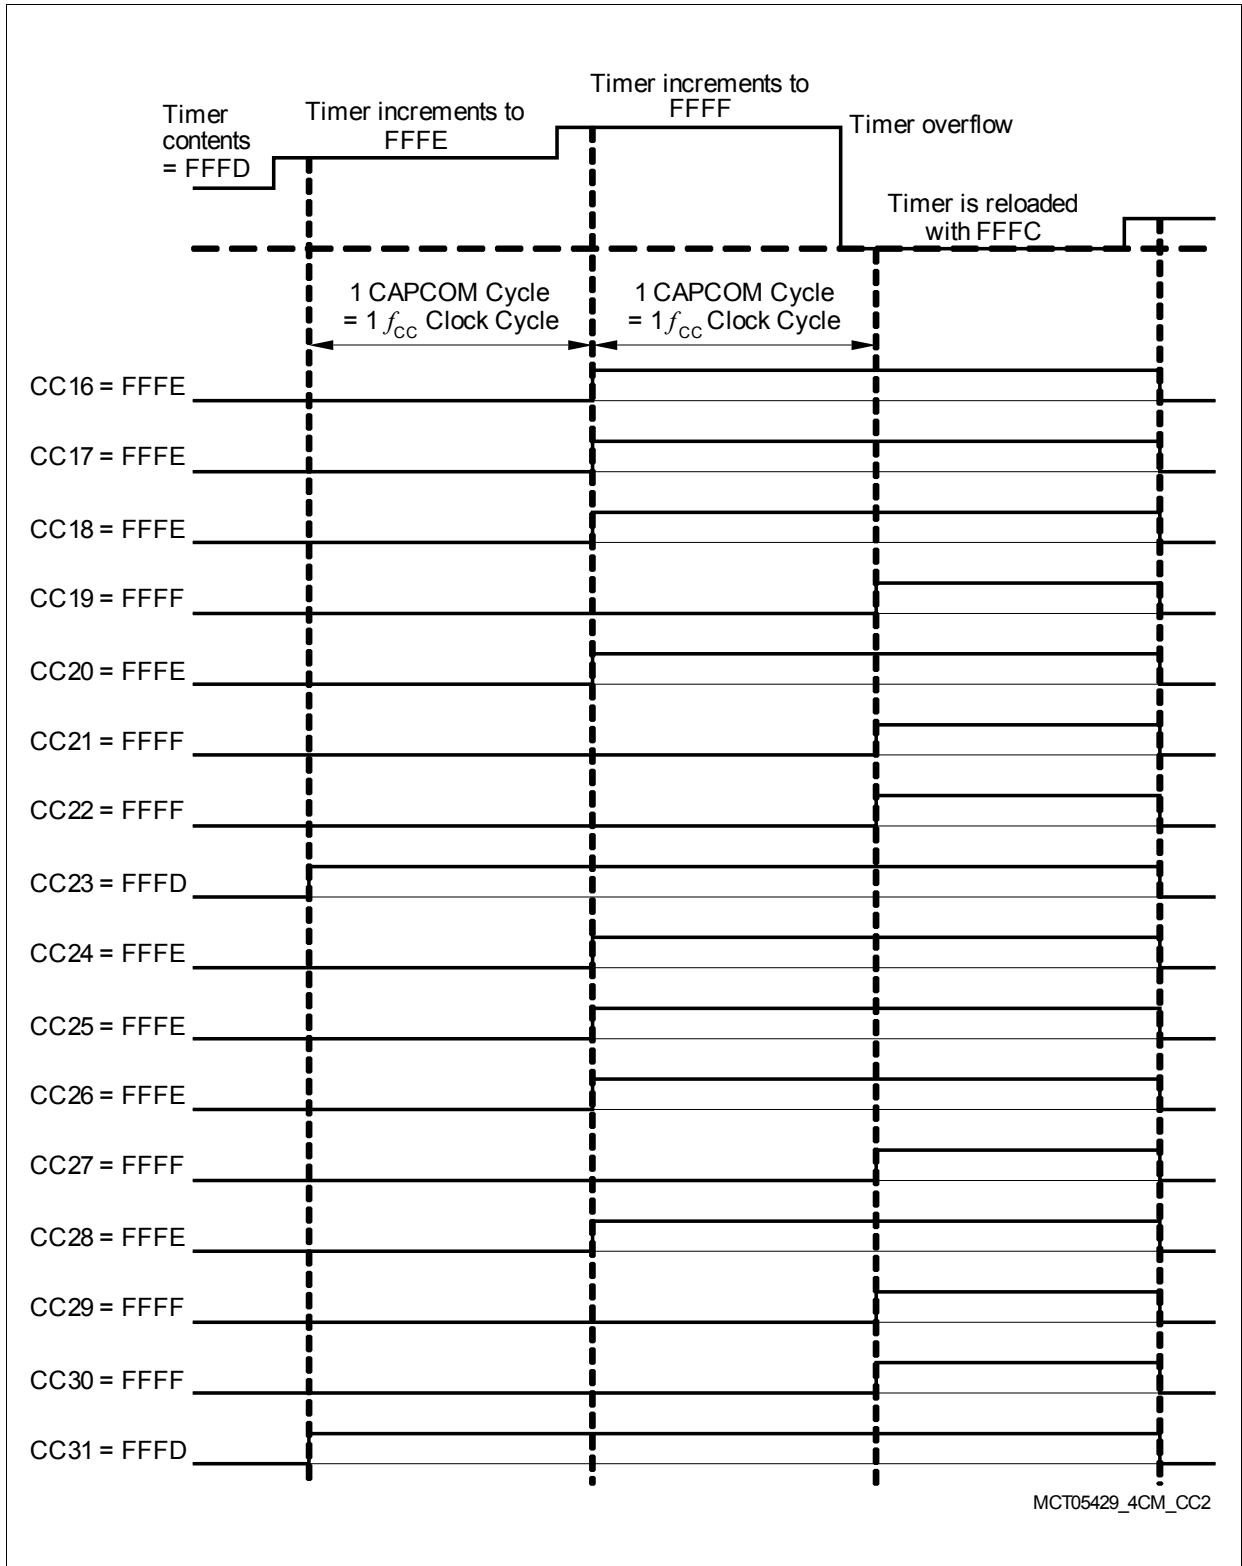 Timer increments to
FFFF
Timer
contents
= FFFD
Timer increments to
FFFE
Timer overflow
Timer is reloaded
with FFFC
1 CAPCOM Cycle
= 1 fCC Clock Cycle
1 CAPCOM Cycle
= 1 fCC Clock Cycle
CC16 = FFFE
CC17 = FFFE
CC18 = FFFE
CC19 = FFFF
CC20 = FFFE
CC21 = FFFF
CC22 = FFFF
CC23 = FFFD
CC24 = FFFE
CC25 = FFFE
CC26 = FFFE
CC27 = FFFF
CC28 = FFFE
CC29 = FFFF
CC30 = FFFF
CC31 = FFFD
MCT05429_4CM_CC2